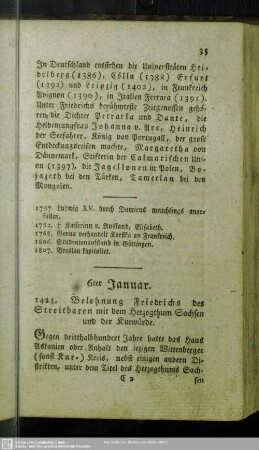 35
In Deutschland entstehen die Universitäten Hei-
delberg (1386), Cölln (1388) Erfurt
(1392) und Leipzig (1402), in Frankreich
Avignon (1390), in Italien Ferrara (1391).
Unter Friedrichs berühmteste Zeitgenossen gehö-
ren, die Dichter Petrarka und Dante, die
Heldenjungfrau Johanna v. Arc, Heinrich
der Seefahrer, König von Portugall, der große
Entdeckungsreisen machte, Margaretha von
Dännemark, Stifterin der Calmarischen Uni-
on (1397), die Jagellonen in Polen, Bo-
jazeth bei den Türken, Tamerlan bei den
Mongolen.
1757 Ludwig XV. durch Damiens meuchlings ange-
fallen.
1762. † Kaiserinn v. Rußland, Elisabeth.
1768. Genua verhandelt Korsika an Frankreich.
1806. Studentenaufstand in Göttingen.
1807. Breslau kapitulirt.
6ter Januar.
1423. Belehnung Friedrichs des
Streitbaren mit dem Herzogthum Sachsen
und der Kurwürde.
Gegen dritthalbhundert Jahre hatte das Haus
Askanien oder Anhalt den jezigen Wittenberger
(sonst Kur-) Kreis, nebst einigen andern Di-
strikten, unter dem Titel des Herzogthums Sach-
C 2 sen